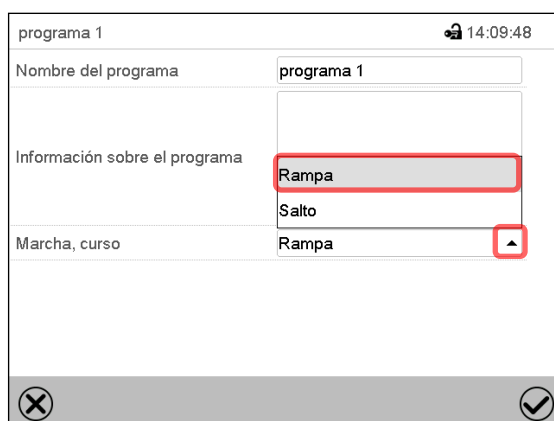 programa 1 14:09:48
Nombre del programa programa 1
Información sobre el programa
Rampa
Salto
Marcha, curso Rampa